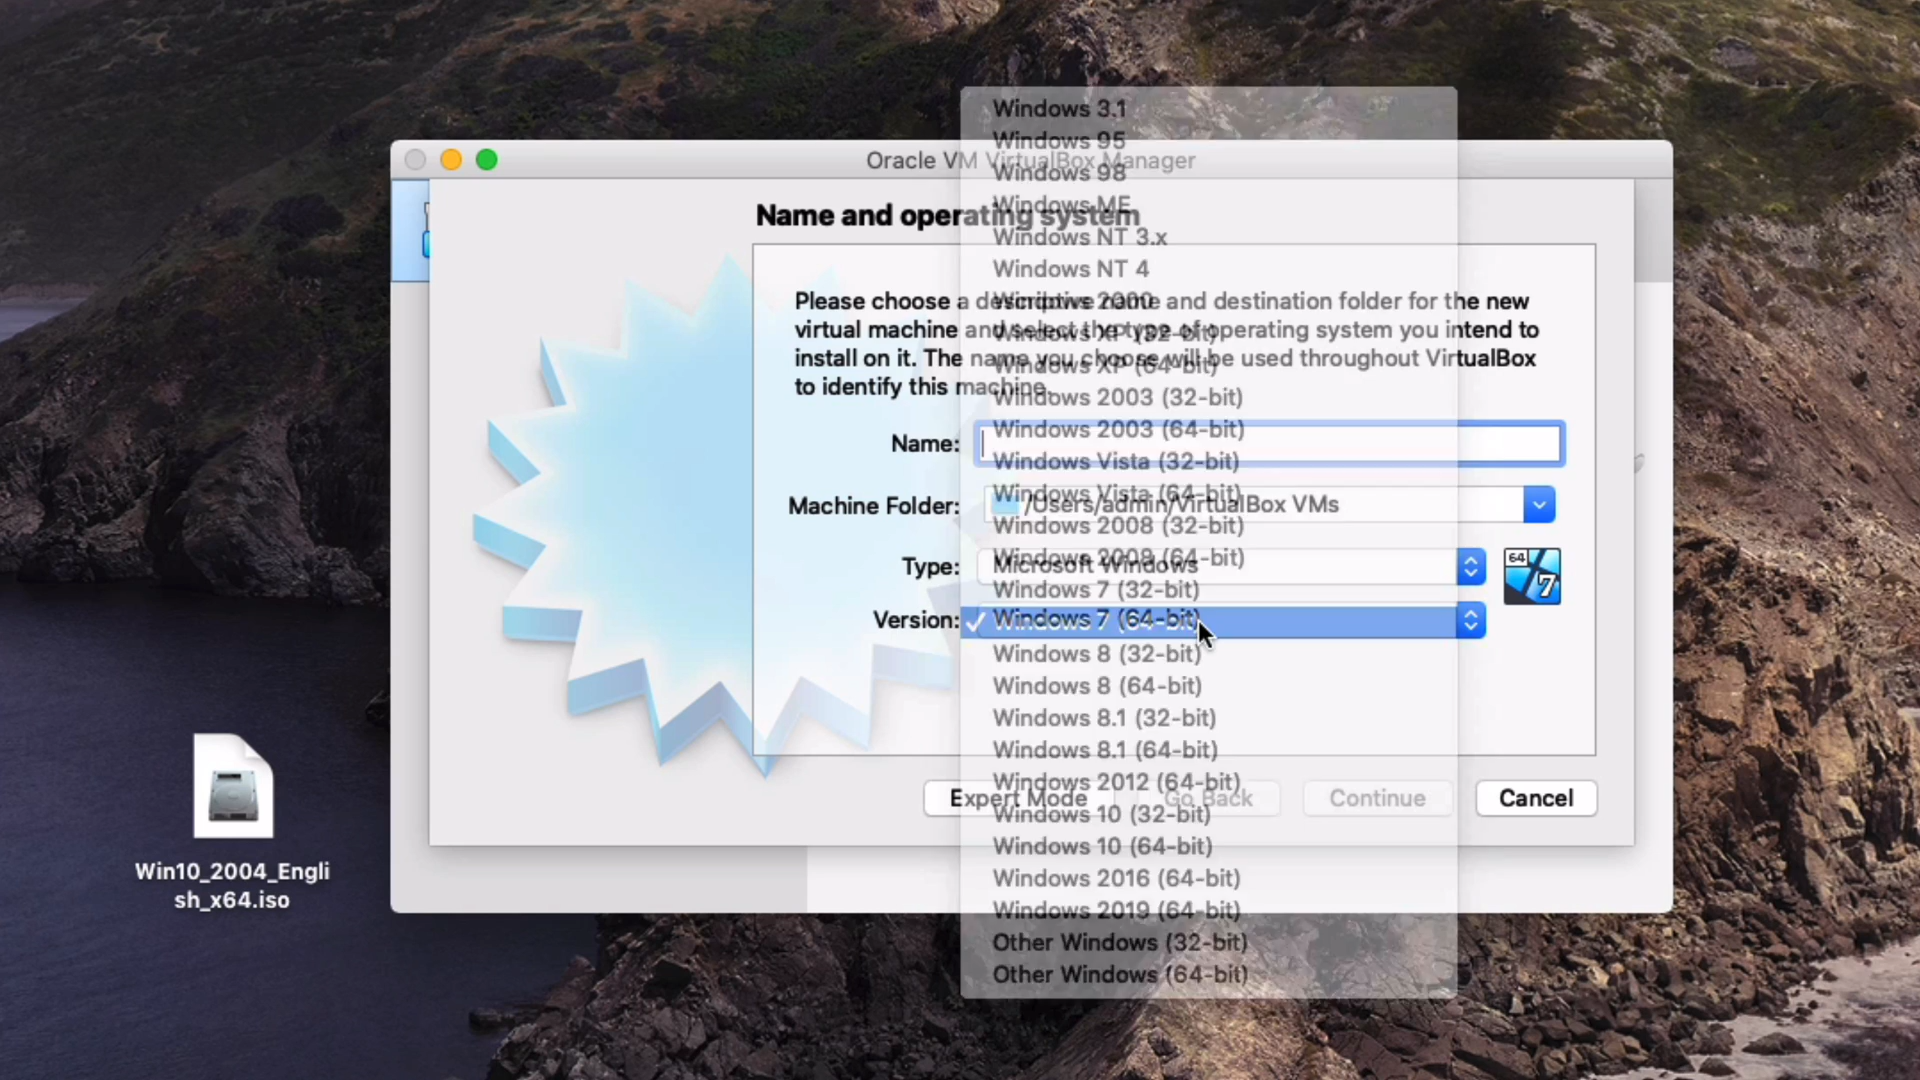 Windows 3.1
Windows 95
Oracle VM VirtualBox Manager
Windows 98
Windows ME
Name and operating system
Windows NT 3.x
Windows NT 4
Please choose a descriptive name and destination folder for the new
Windows 2000
virtual machine and select the type of operating system you intend to
Windows XP (32-bit)
install on it. The name you choose will be used throughout VirtualBox
Windows XP (64-bit)
to identify this machine.
Windows 2003 (32-bit)
Windows 2003 (64-bit)
Name:
Windows Vista (32-bit)
Windows Vista (64-bit)
Machine Folder: /Users/admin/VirtualBox VMs
Windows 2008 (32-bit)
Windows 2008 (64-bit)
Type: Microsoft Windows
64
7
Windows 7 (32-bit)
Version: Windows 7 (64-bit)
Windows 8 (32-bit)
Windows 8 (64-bit)
Windows 8.1 (32-bit)
Windows 8.1 (64-bit)
Windows 2012 (64-bit)
Expert Mode Go Back Continue Cancel
Windows 10 (32-bit)
Windows 10 (64-bit)
Windows 2016 (64-bit)
Windows 2019 (64-bit)
Other Windows (32-bit)
Other Windows (64-bit)
Win10_2004_Engli
sh_x64.iso